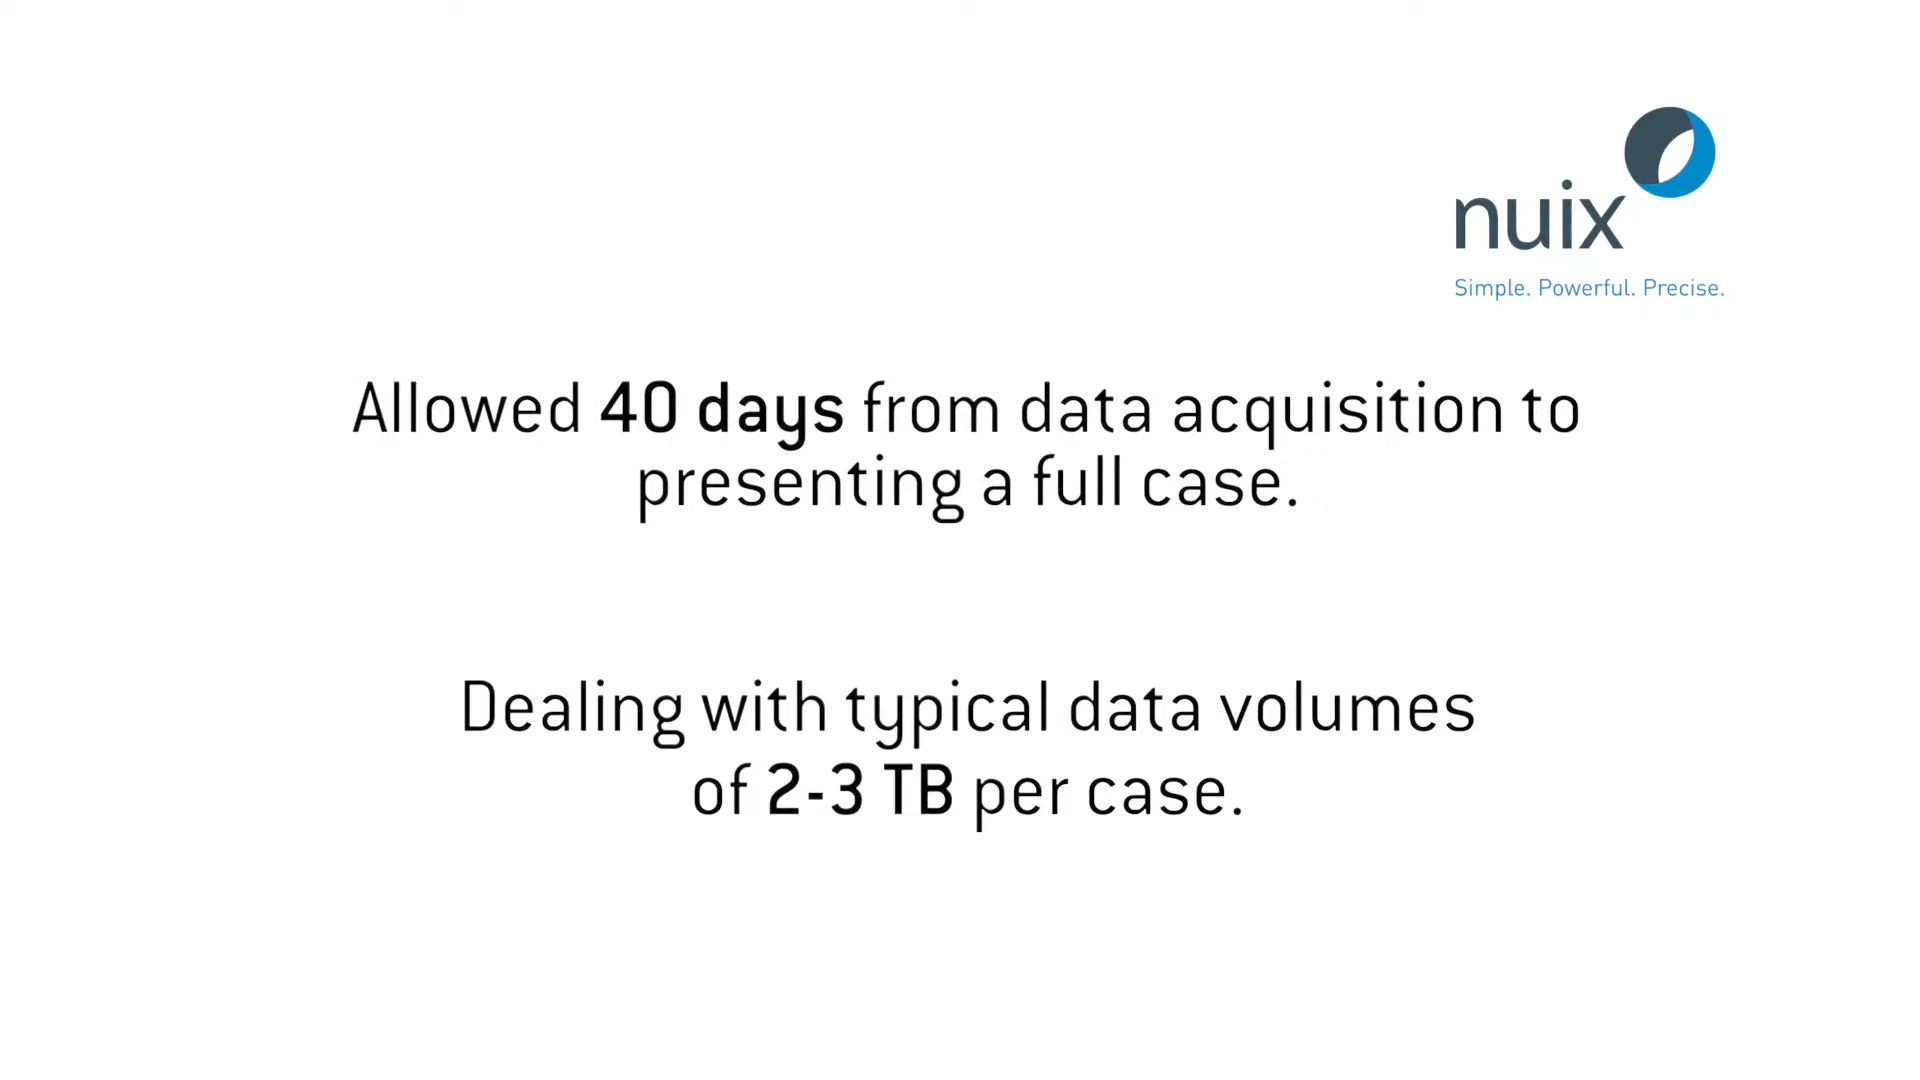 nuix
Simple. Powerful. Precise.
Allowed 40 days from data acquisition to
presenting a full case.
Dealing with typical data volumes
of 2-3 TB per case.